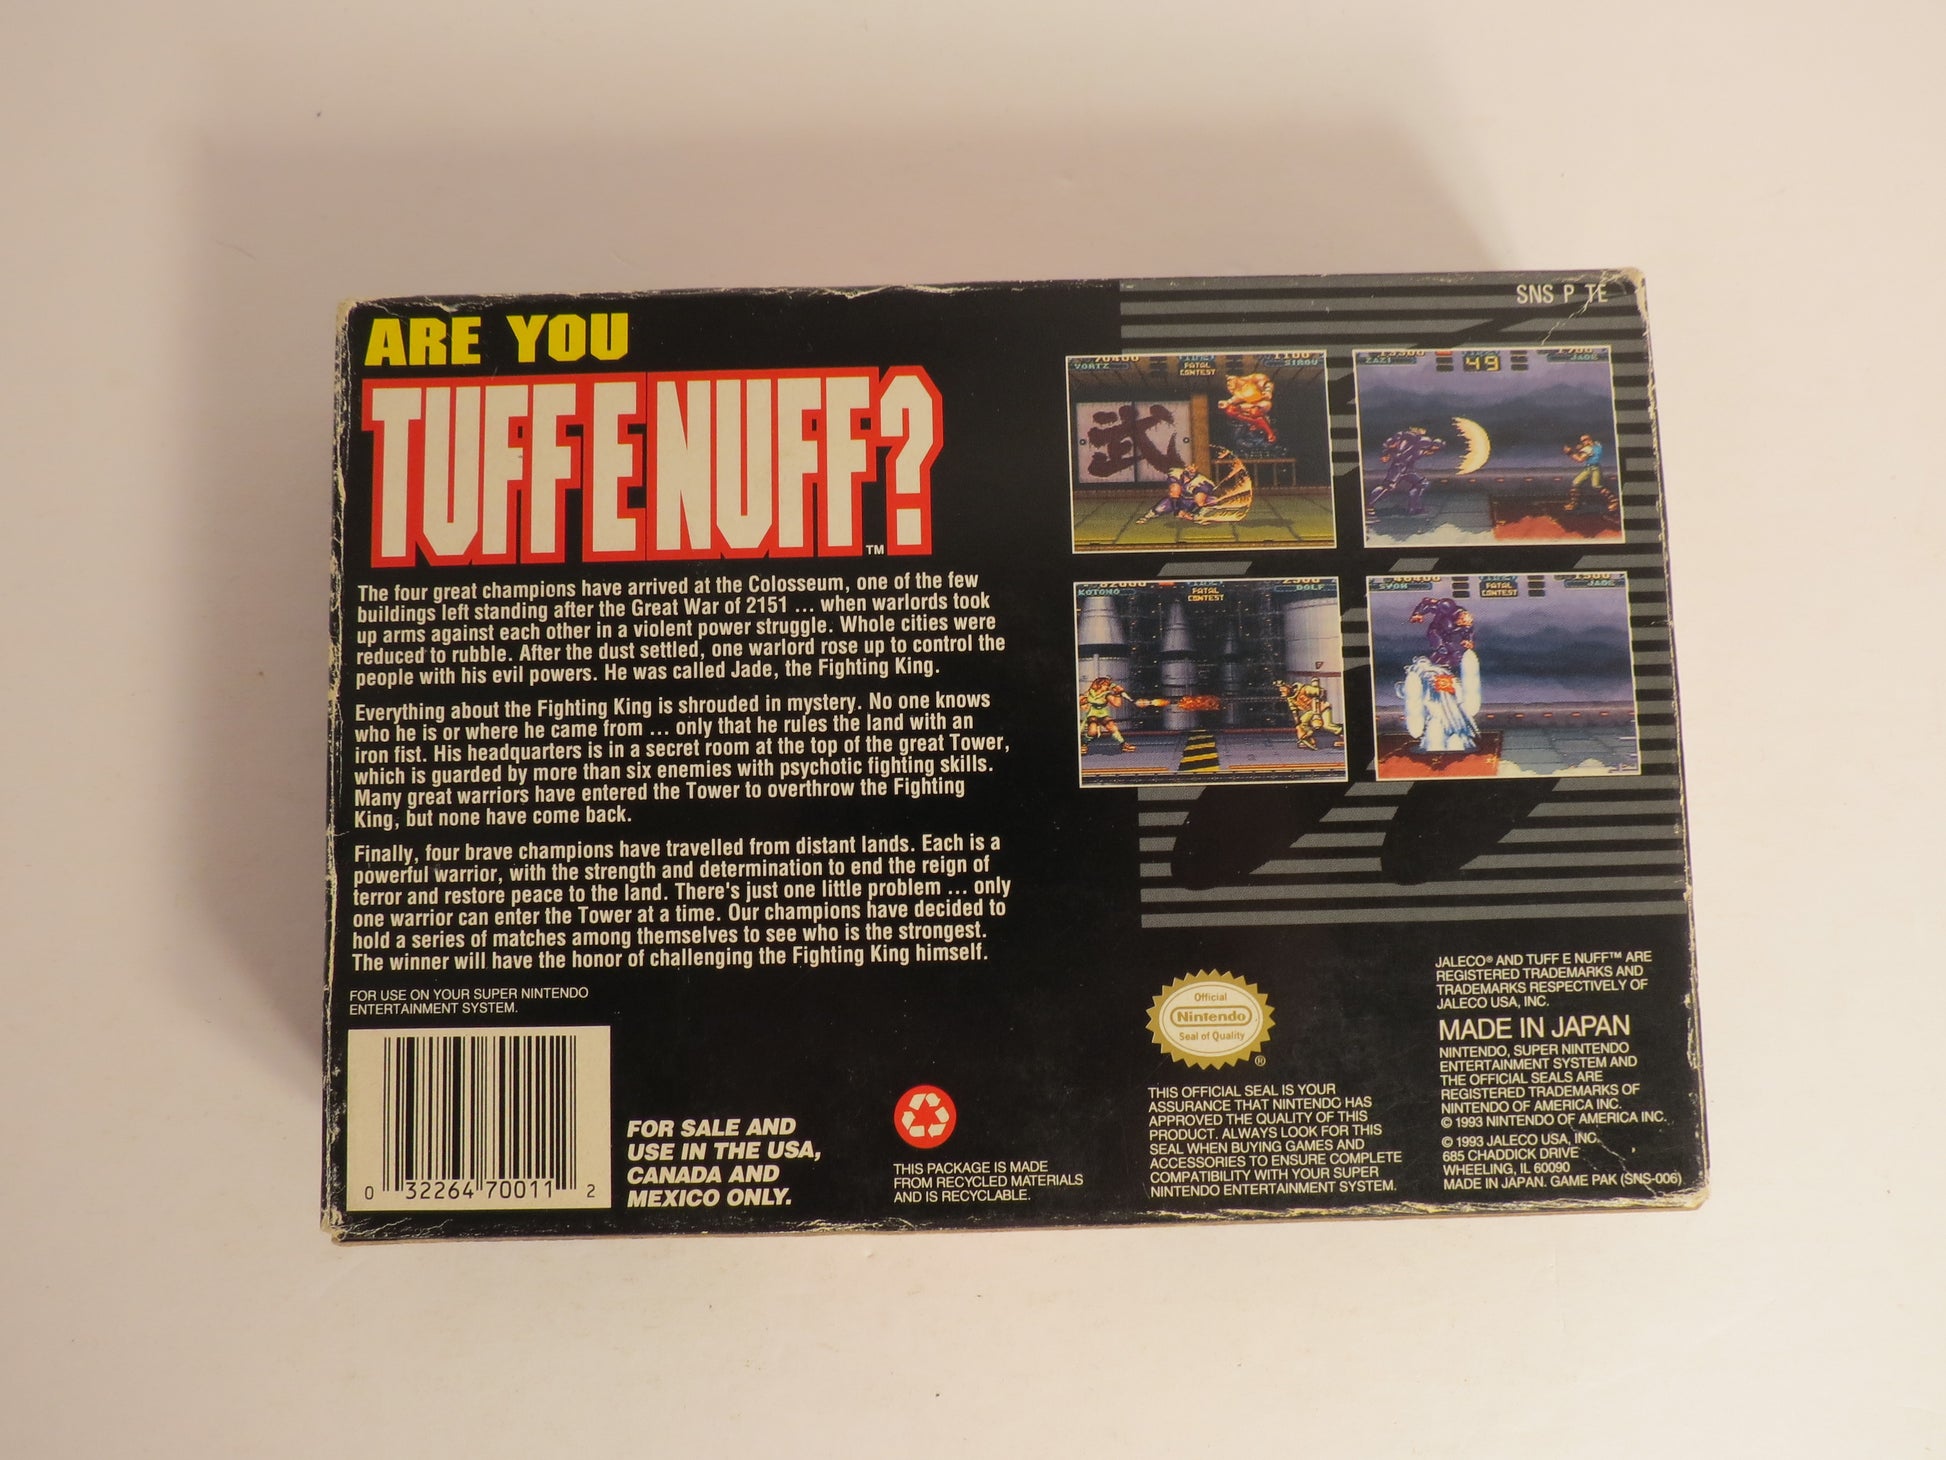 SNS P TE
ARE YOU
TUFF E NUFF?™
The four great champions have arrived at the Colosseum, one of the few
buildings left standing after the Great War of 2151 ... when warlords took
up arms against each other in a violent power struggle. Whole cities were
reduced to rubble. After the dust settled, one warlord rose up to control the
people with his evil powers. He was called Jade, the Fighting King.
Everything about the Fighting King is shrouded in mystery. No one knows
who he is or where he came from ... only that he rules the land with an
iron fist. His headquarters is in a secret room at the top of the great Tower,
which is guarded by more than six enemies with psychotic fighting skills.
Many great warriors have entered the Tower to overthrow the Fighting
King, but none have come back.
Finally, four brave champions have travelled from distant lands. Each is a
powerful warrior, with the strength and determination to end the reign of
terror and restore peace to the land. There's just one little problem ... only
one warrior can enter the Tower at a time. Our champions have decided to
hold a series of matches among themselves to see who is the strongest.
The winner will have the honor of challenging the Fighting King himself.
FOR USE ON YOUR SUPER NINTENDO
ENTERTAINMENT SYSTEM.
0 32264 70011 2
FOR SALE AND
USE IN THE USA,
CANADA AND
MEXICO ONLY.
THIS PACKAGE IS MADE
FROM RECYCLED MATERIALS
AND IS RECYCLABLE.
70400 1100
VORTZ FATAL SIROU
CONTEST
武
ZAZI 49 JADE
KOTONO FATAL DOLF
CONTEST
SYOH FATAL JADE
CONTEST
Official
Nintendo
Seal of Quality
®
THIS OFFICIAL SEAL IS YOUR
ASSURANCE THAT NINTENDO HAS
APPROVED THE QUALITY OF THIS
PRODUCT. ALWAYS LOOK FOR THIS
SEAL WHEN BUYING GAMES AND
ACCESSORIES TO ENSURE COMPLETE
COMPATIBILITY WITH YOUR SUPER
NINTENDO ENTERTAINMENT SYSTEM.
JALECO® AND TUFF E NUFF™ ARE
REGISTERED TRADEMARKS AND
TRADEMARKS RESPECTIVELY OF
JALECO USA, INC.
MADE IN JAPAN
NINTENDO, SUPER NINTENDO
ENTERTAINMENT SYSTEM AND
THE OFFICIAL SEALS ARE
REGISTERED TRADEMARKS OF
NINTENDO OF AMERICA INC.
© 1993 NINTENDO OF AMERICA INC.
© 1993 JALECO USA, INC.
685 CHADDICK DRIVE
WHEELING, IL 60090
MADE IN JAPAN. GAME PAK (SNS-006)